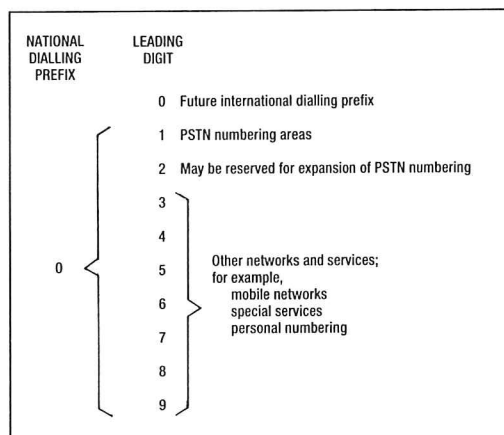 NATIONAL DIALLING PREFIX
LEADING DIGIT
0 Future international dialling prefix
1 PSTN numbering areas
2 May be reserved for expansion of PSTN numbering
3
4
0
5
6
7
8
9
Other networks and services;
for example,
mobile networks
special services
personal numbering